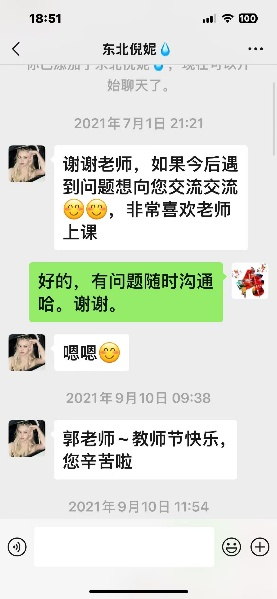 18:51
100
东北倪妮💧
你已添加了东北倪妮💧，现在可以开
始聊天了。
2021年7月1日 21:21
谢谢老师，如果今后遇
到问题想向您交流交流
😊😊，非常喜欢老师
上课
好的，有问题随时沟通
哈。谢谢。
嗯嗯😊
2021年9月10日 09:38
郭老师～教师节快乐，
您辛苦啦
2021年9月10日 11:54